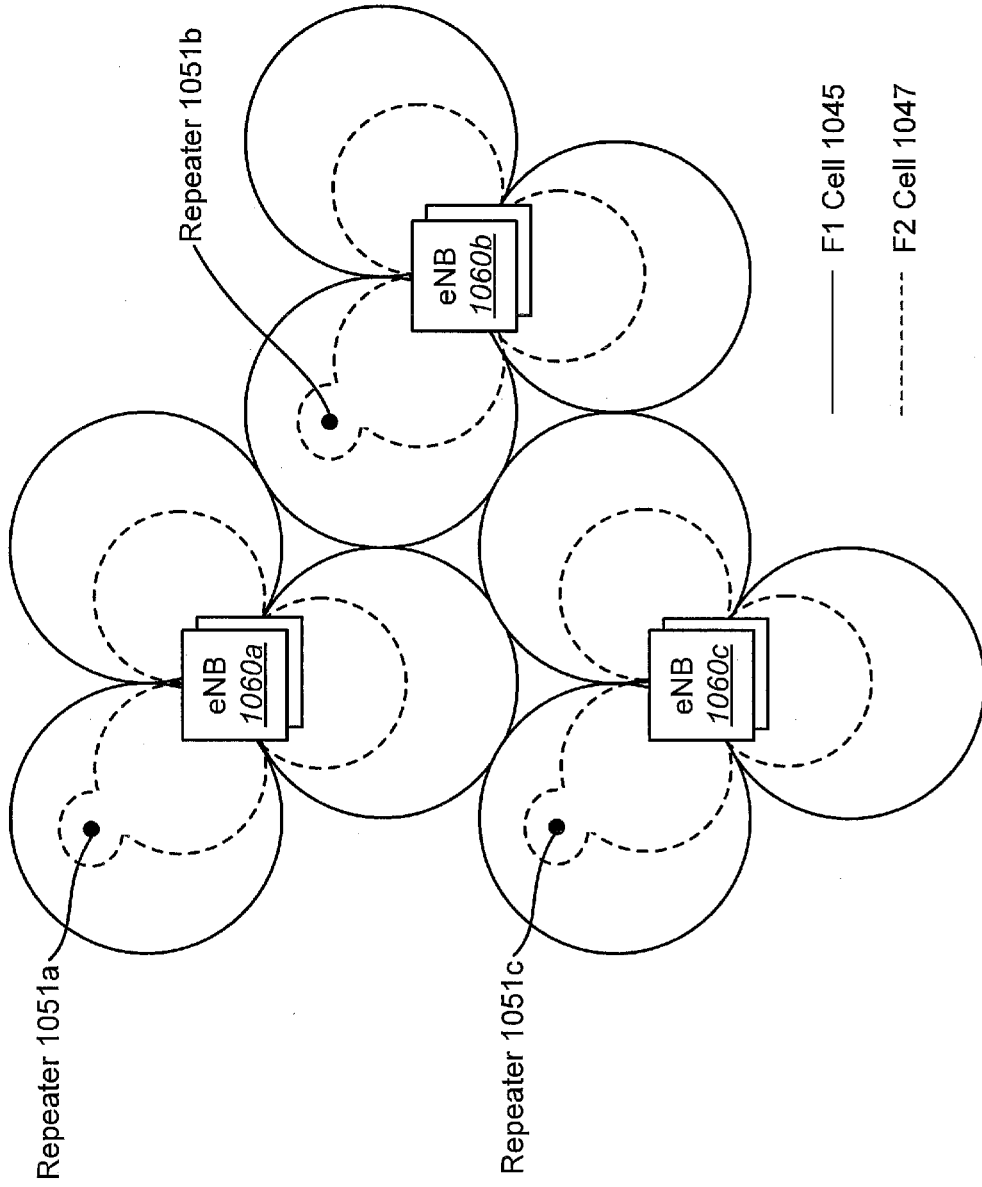 Repeater 1051a
Repeater 1051b
Repeater 1051c
eNB
1060a
eNB
1060b
eNB
1060c
F1 Cell 1045
F2 Cell 1047